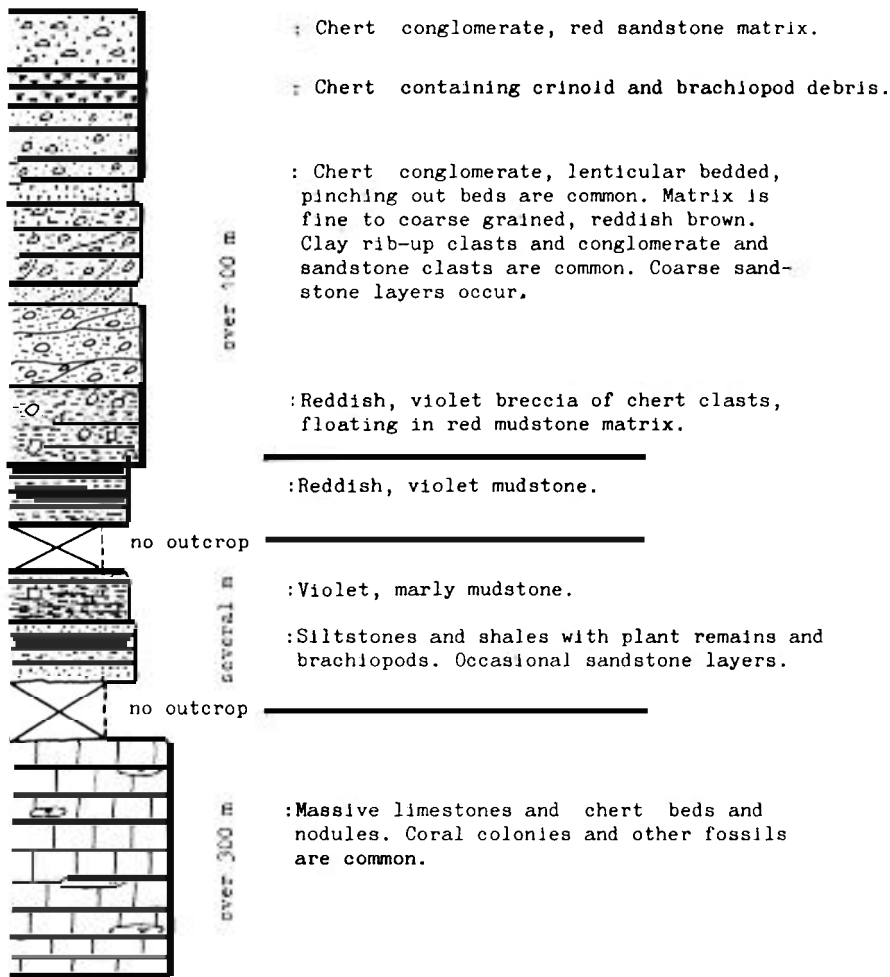 : Chert conglomerate, red sandstone matrix.
: Chert containing crinoid and brachiopod debris.
: Chert conglomerate, lenticular bedded,
pinching out beds are common. Matrix is
fine to coarse grained, reddish brown.
Clay rib-up clasts and conglomerate and
sandstone clasts are common. Coarse sand-
stone layers occur.
over 100 m
:Reddish, violet breccia of chert clasts,
floating in red mudstone matrix.
:Reddish, violet mudstone.
no outcrop
:Violet, marly mudstone.
several m
:Siltstones and shales with plant remains and
brachiopods. Occasional sandstone layers.
no outcrop
:Massive limestones and chert beds and
nodules. Coral colonies and other fossils
are common.
over 300 m